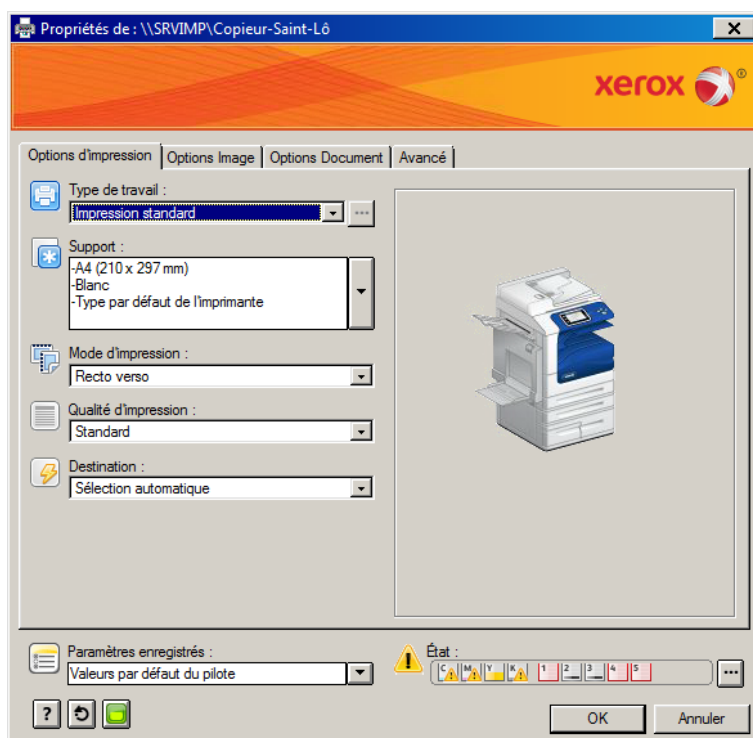 Propriétés de : \\SRVIMP\Copieur-Saint-Lô
xerox ®
Options d'impression Options Image Options Document Avancé
Type de travail :
Impression standard
Support :
-A4 (210 x 297 mm)
-Blanc
-Type par défaut de l'imprimante
Mode d'impression :
Recto verso
Qualité d'impression :
Standard
Destination :
Sélection automatique
Paramètres enregistrés :
Valeurs par défaut du pilote
État :
C M Y K 1 2 3 4 5
OK Annuler